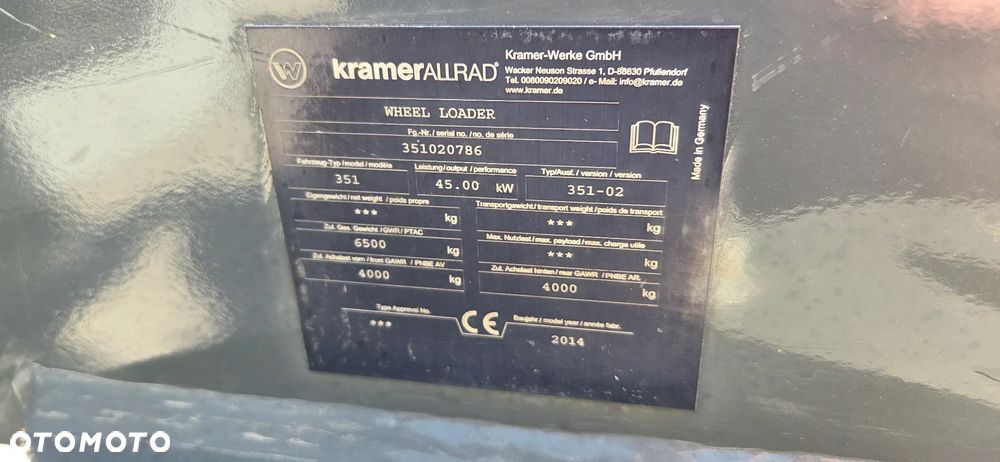 W
kramerALLRAD®
Kramer-Werke GmbH
Wacker Neuson Strasse 1, D-88630 Pfullendorf
Tel. 0080090209020 / e- Mail: info@kramer.de
www.kramer.de
WHEEL LOADER
Fg.-Nr. / serial no. / no. de série
351020786
Made in Germany
Fahrzeug-Typ / model / modèle Leistung / output / performance Typ/Ausf. / version / version
351 45.00 kW 351-02
Eigengewicht / net weight / poids propre Transportgewicht / transport weight / poids de transport
*** kg *** kg
Zul. Ges. Gewicht / GWR / PTAC Max. Nutzlast / max. payload / max. charge utile
6500 kg *** kg
Zul. Achslast vorn / front GAWR / PNBE AV Zul. Achslast hinten / rear GAWR / PNBE AR.
4000 kg 4000 kg
Type Approval No. CE Baujahr / model year / année fabr.
*** 2014
OTOMOTO